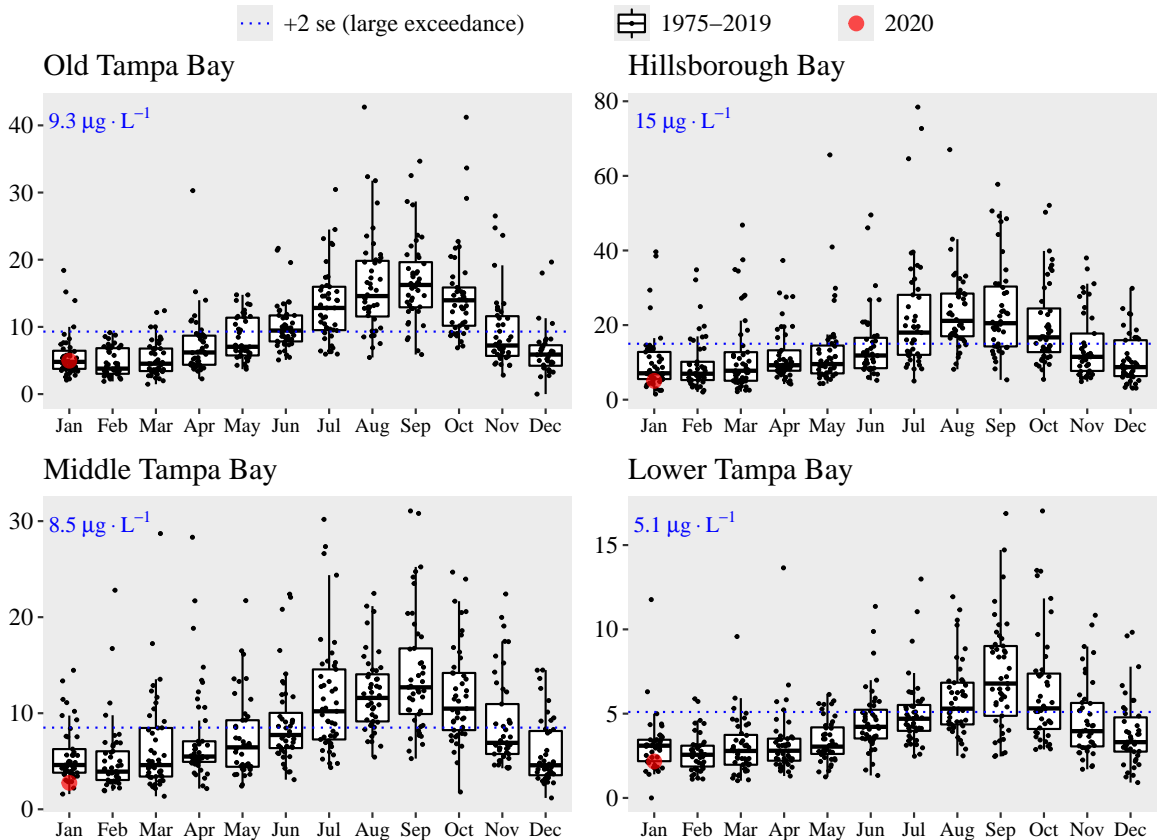 +2 se (large exceedance) 1975–2019 2020
Old Tampa Bay
9.3 μg · L⁻¹
40
30
20
10
0
Jan Feb Mar Apr May Jun Jul Aug Sep Oct Nov Dec
Hillsborough Bay
15 μg · L⁻¹
80
60
40
20
0
Jan Feb Mar Apr May Jun Jul Aug Sep Oct Nov Dec
Middle Tampa Bay
8.5 μg · L⁻¹
30
20
10
0
Jan Feb Mar Apr May Jun Jul Aug Sep Oct Nov Dec
Lower Tampa Bay
5.1 μg · L⁻¹
15
10
5
0
Jan Feb Mar Apr May Jun Jul Aug Sep Oct Nov Dec